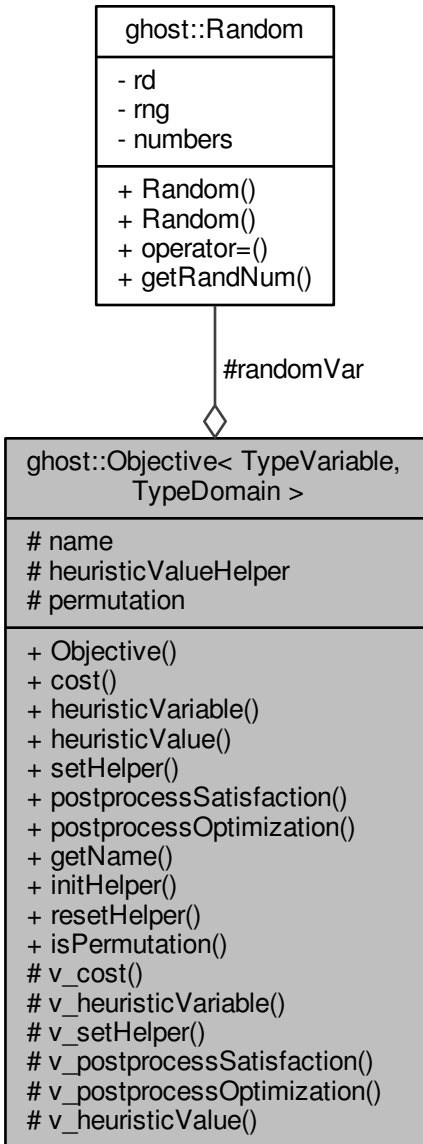 ghost::Random
- rd
- rng
- numbers
+ Random()
+ Random()
+ operator=()
+ getRandNum()
#randomVar
ghost::Objective< TypeVariable,
TypeDomain >
# name
# heuristicValueHelper
# permutation
+ Objective()
+ cost()
+ heuristicVariable()
+ heuristicValue()
+ setHelper()
+ postprocessSatisfaction()
+ postprocessOptimization()
+ getName()
+ initHelper()
+ resetHelper()
+ isPermutation()
# v_cost()
# v_heuristicVariable()
# v_setHelper()
# v_postprocessSatisfaction()
# v_postprocessOptimization()
# v_heuristicValue()